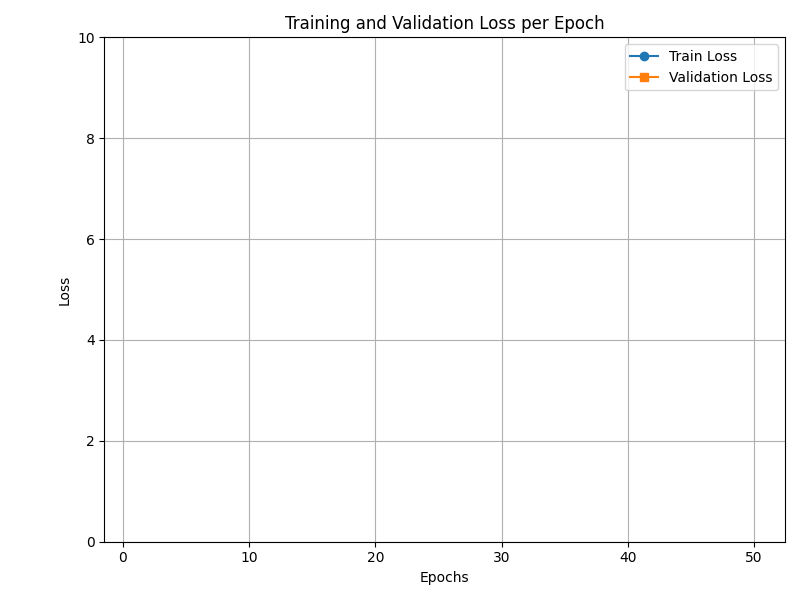 Training and Validation Loss per Epoch
Train Loss
Validation Loss
10
8
6
4
2
0
Loss
0 10 20 30 40 50
Epochs